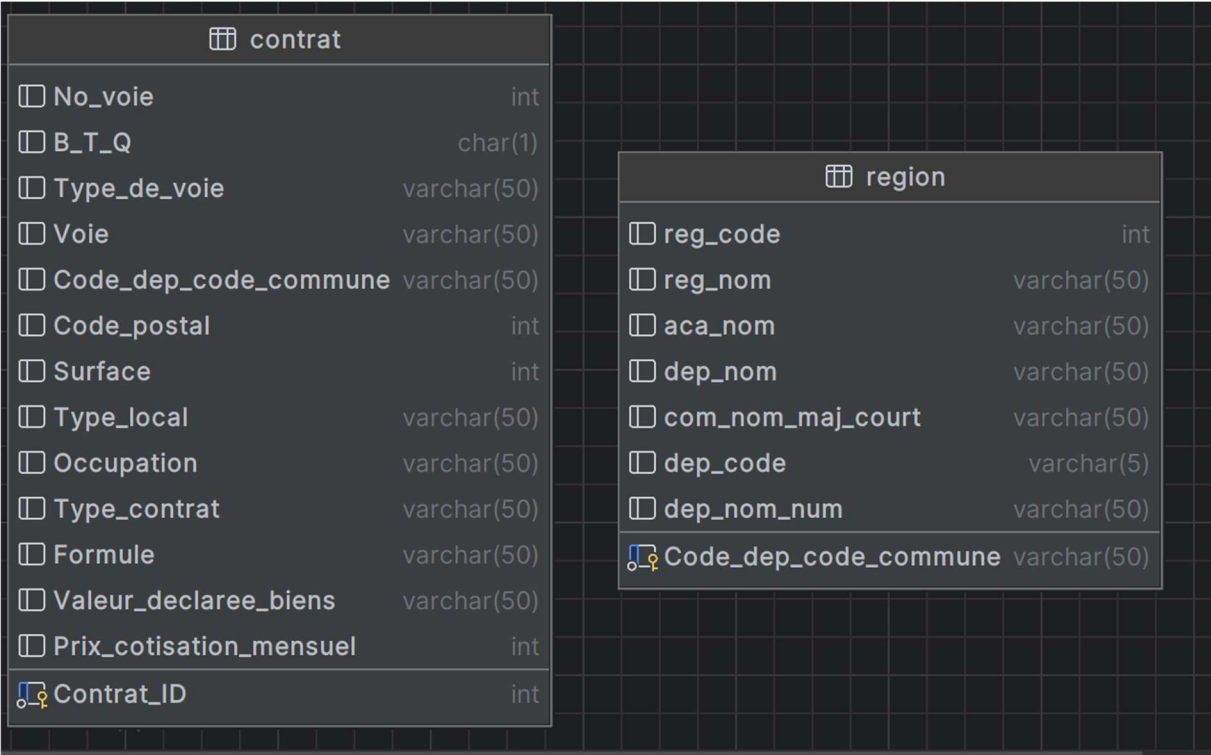 contrat
No_voie int
B_T_Q char(1)
Type_de_voie varchar(50)
Voie varchar(50)
Code_dep_code_commune varchar(50)
Code_postal int
Surface int
Type_local varchar(50)
Occupation varchar(50)
Type_contrat varchar(50)
Formule varchar(50)
Valeur_declaree_biens varchar(50)
Prix_cotisation_mensuel int
Contrat_ID int
region
reg_code int
reg_nom varchar(50)
aca_nom varchar(50)
dep_nom varchar(50)
com_nom_maj_court varchar(50)
dep_code varchar(5)
dep_nom_num varchar(50)
Code_dep_code_commune varchar(50)